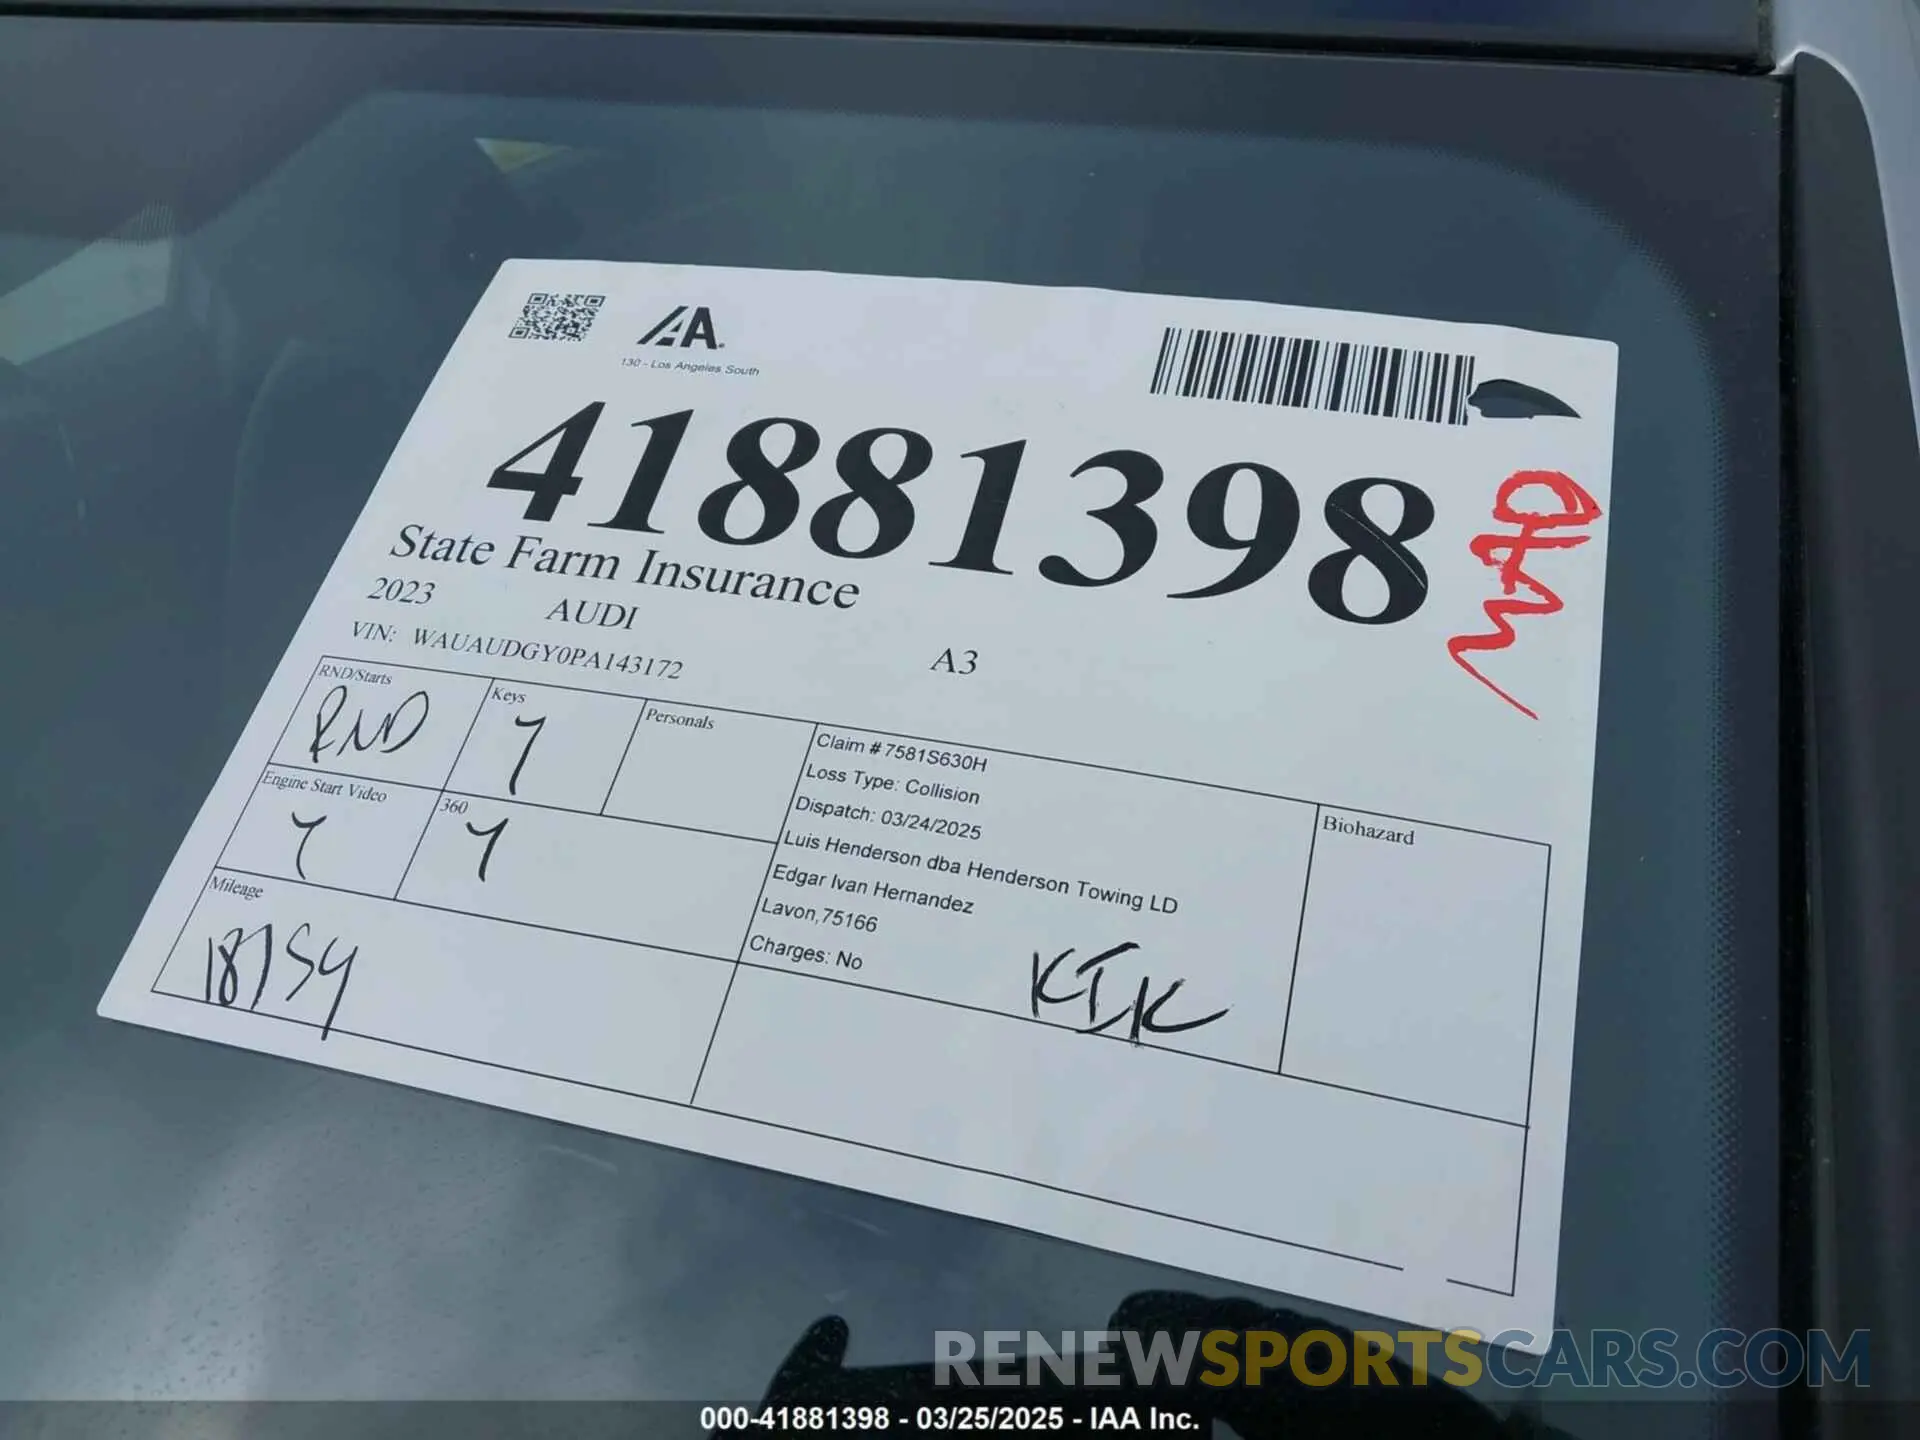 IAA
130 - Los Angeles South
41881398
State Farm Insurance
2023 AUDI A3
VIN: WAUAUDGY0PA143172
RND/Starts
RND
Keys
Y
Personals
Engine Start Video
Y
360
Y
Mileage
18759
Claim # 7581S630H
Loss Type: Collision
Dispatch: 03/24/2025
Luis Henderson dba Henderson Towing LD
Edgar Ivan Hernandez
Lavon,75166
Charges: No
Biohazard
RENEWSPORTSCARS.COM
000-41881398 - 03/25/2025 - IAA Inc.